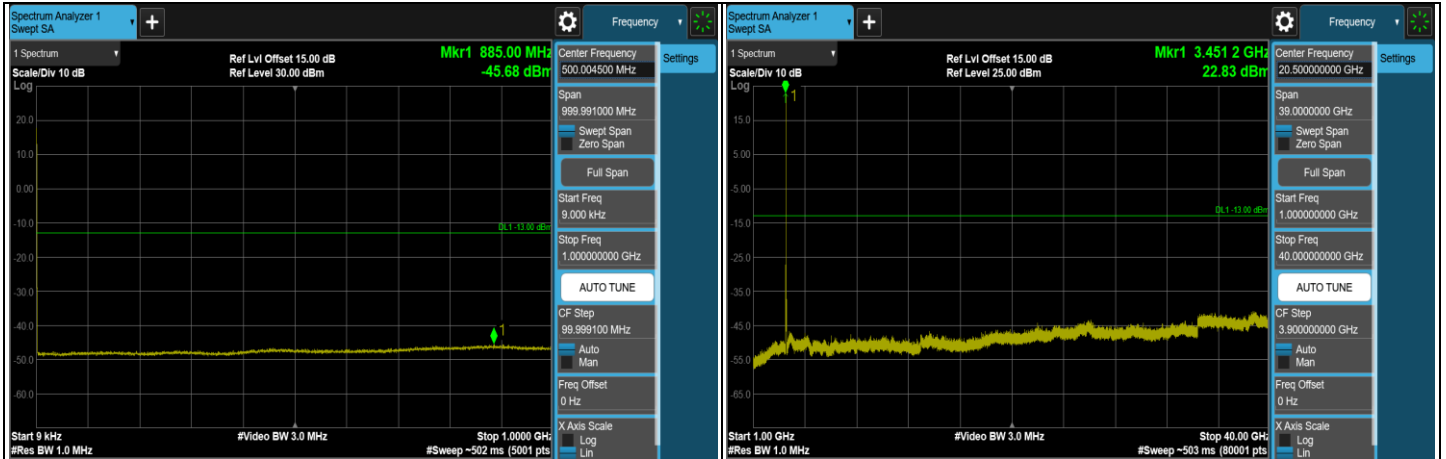 Spectrum Analyzer 1
Swept SA
+
Frequency
1 Spectrum
Ref Lvl Offset 15.00 dB
Ref Level 30.00 dBm
Mkr1 885.00 MHz
-45.68 dBm
Scale/Div 10 dB
Log
1
20.0
10.0
0.00
-10.0
-20.0
-30.0
-40.0
-50.0
-60.0
DL1 -13.00 dBm
Start 9 kHz
#Res BW 1.0 MHz
#Video BW 3.0 MHz
Stop 1.0000 GHz
#Sweep ~502 ms (5001 pts
Center Frequency
500.004500 MHz
Span
999.991000 MHz
Swept Span
Zero Span
Full Span
Start Freq
9.000 kHz
Stop Freq
1.000000000 GHz
AUTO TUNE
CF Step
99.999100 MHz
Auto
Man
Freq Offset
0 Hz
X Axis Scale
Log
Lin
Settings
Spectrum Analyzer 1
Swept SA
+
Frequency
1 Spectrum
Ref Lvl Offset 15.00 dB
Ref Level 25.00 dBm
Mkr1 3.451 2 GHz
22.83 dBm
Scale/Div 10 dB
Log
1
15.0
5.00
-5.00
-15.0
-25.0
-35.0
-45.0
-55.0
-65.0
DL1 -13.00 dBm
Start 1.00 GHz
#Res BW 1.0 MHz
#Video BW 3.0 MHz
Stop 40.00 GHz
#Sweep ~503 ms (80001 pts
Center Frequency
20.500000000 GHz
Span
39.0000000 GHz
Swept Span
Zero Span
Full Span
Start Freq
1.000000000 GHz
Stop Freq
40.000000000 GHz
AUTO TUNE
CF Step
3.900000000 GHz
Auto
Man
Freq Offset
0 Hz
X Axis Scale
Log
Lin
Settings